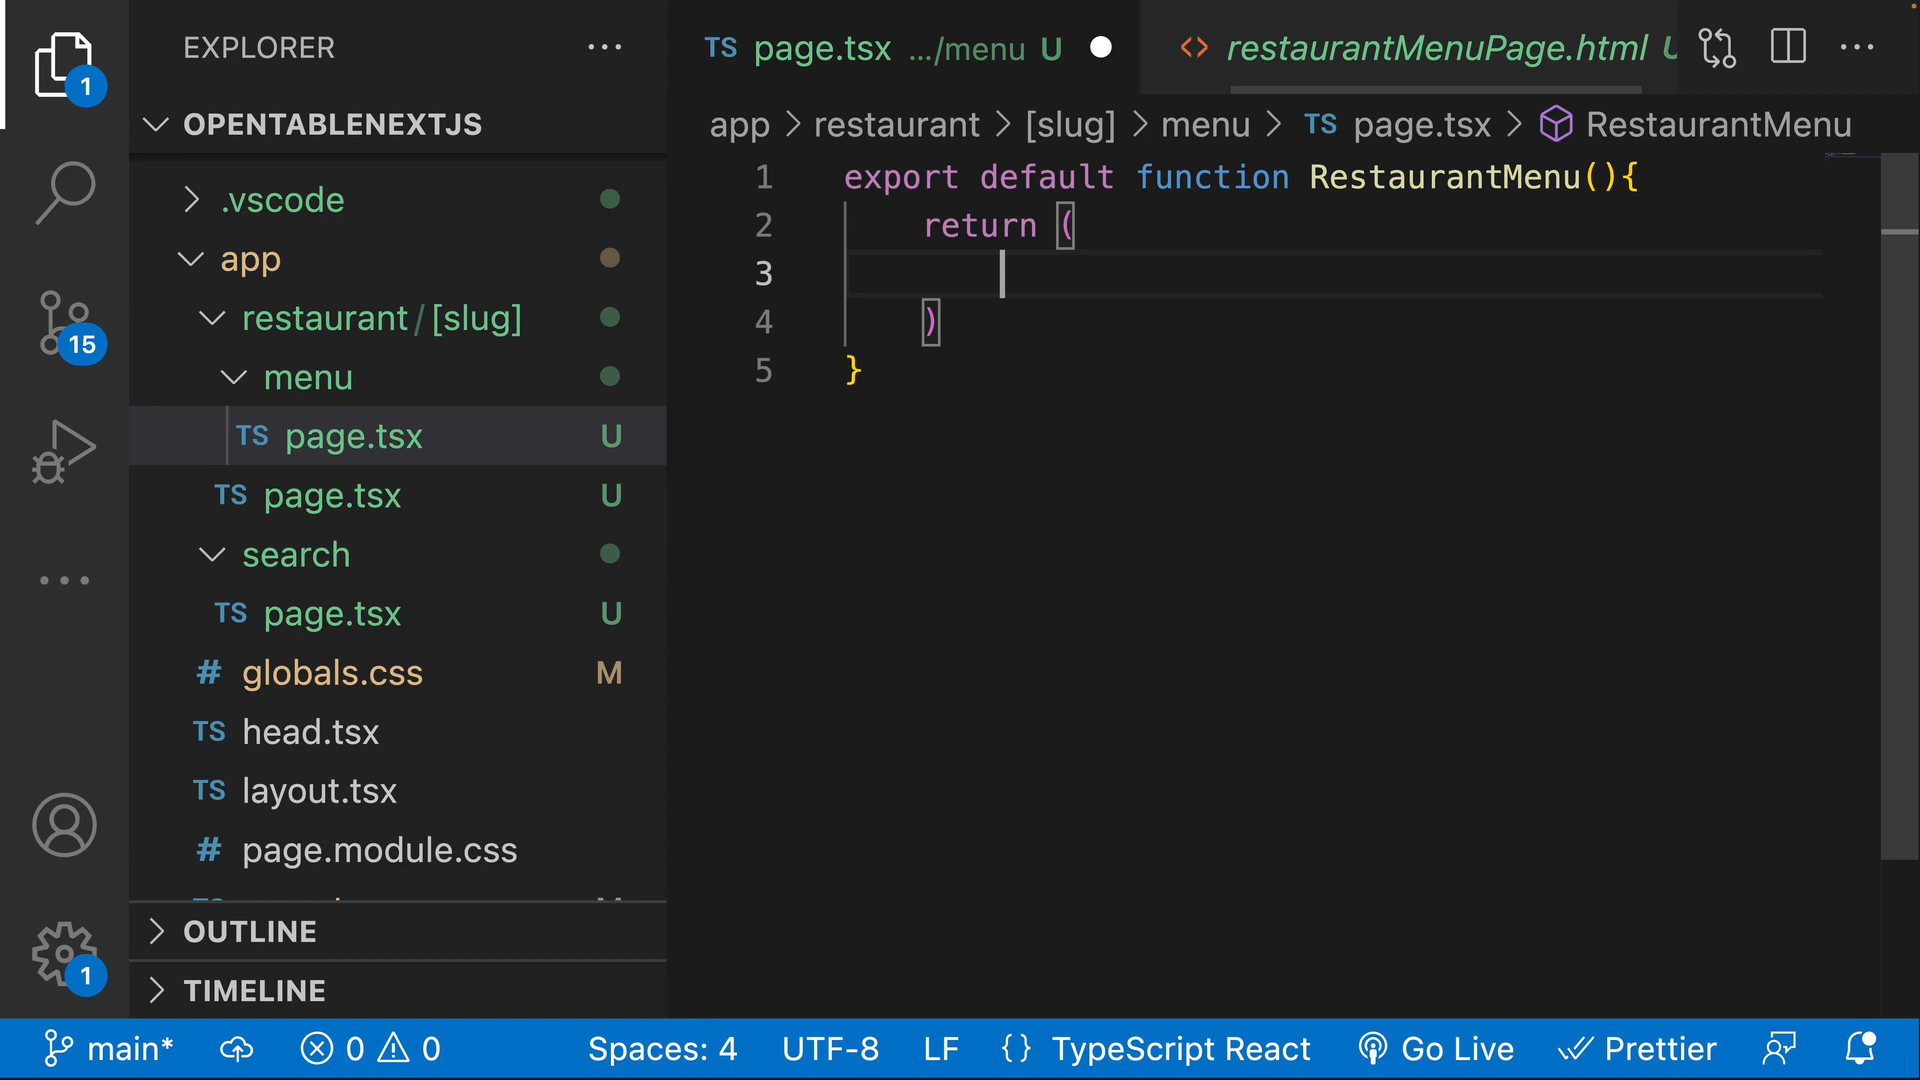 EXPLORER
OPENTABLENEXTJS
.vscode
app
restaurant / [slug]
menu
TS page.tsx U
TS page.tsx U
search
TS page.tsx U
# globals.css M
TS head.tsx
TS layout.tsx
# page.module.css
OUTLINE
TIMELINE
1
15
1
TS page.tsx .../menu U
<> restaurantMenuPage.html U
app > restaurant > [slug] > menu > TS page.tsx > RestaurantMenu
1 export default function RestaurantMenu(){
2 return (
3
4 )
5 }
main* 0 0 Spaces: 4 UTF-8 LF {} TypeScript React Go Live Prettier